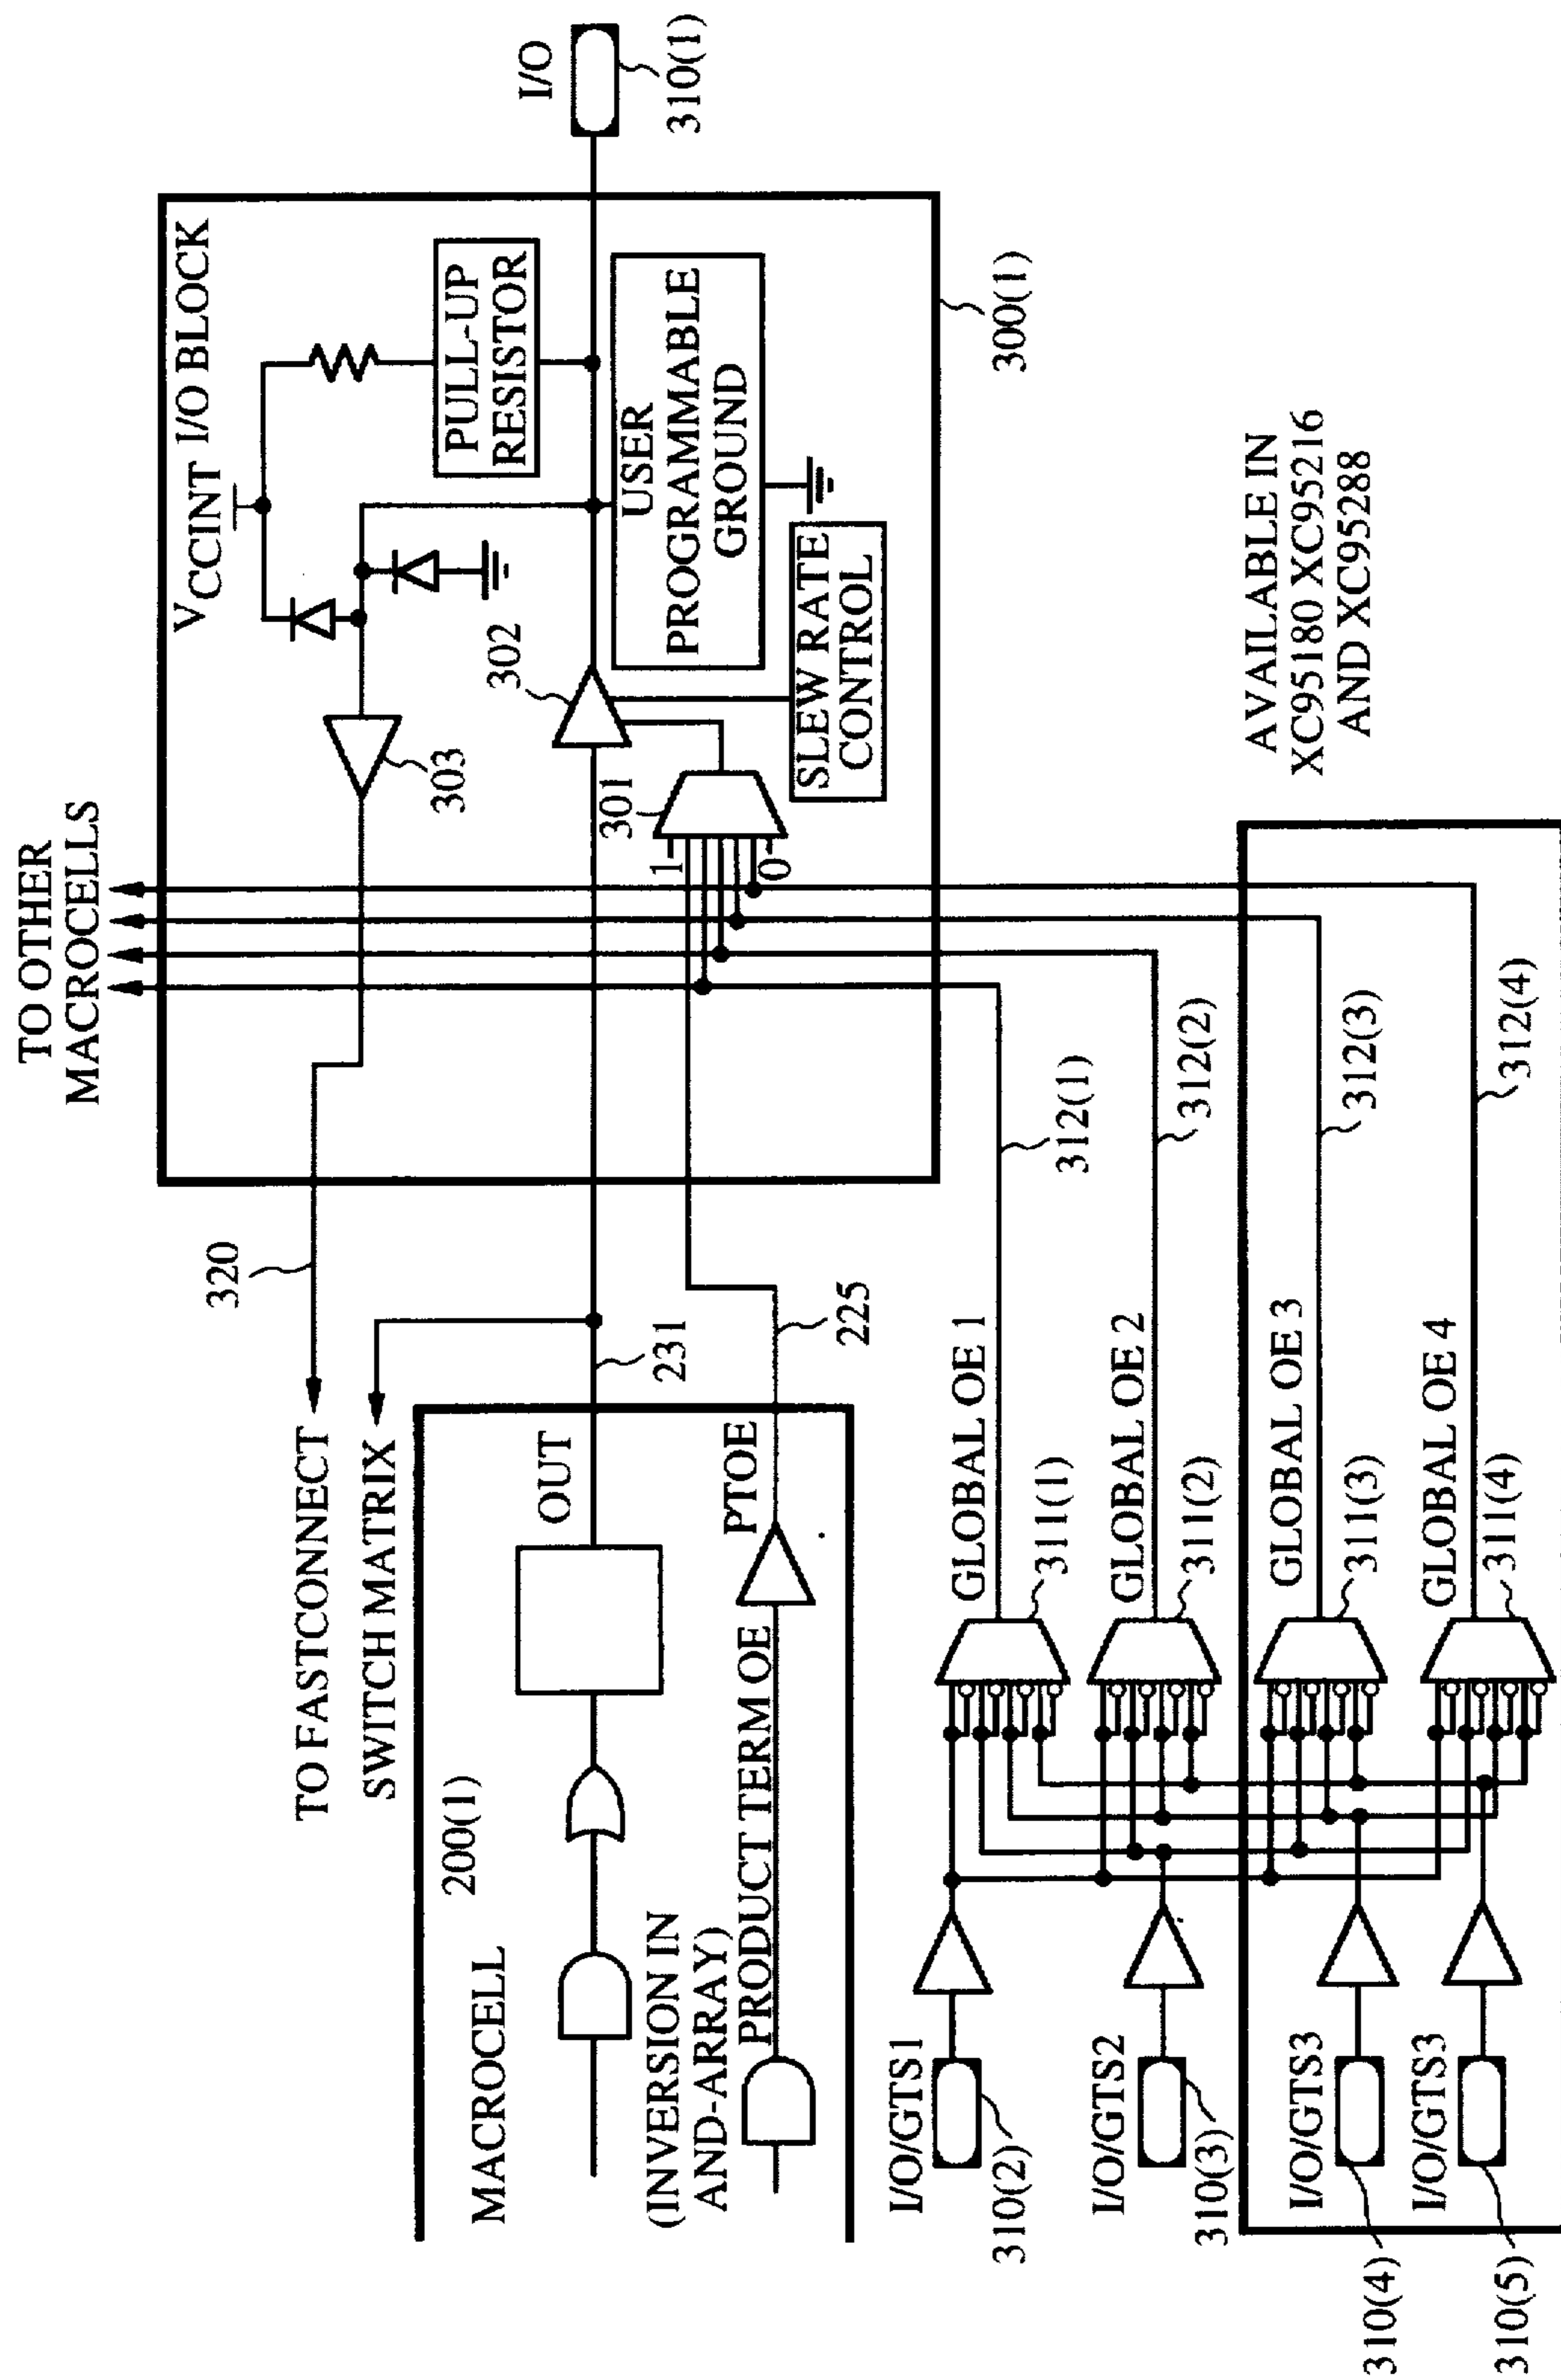 TO OTHER
MACROCELLS
I/O
310(1)
VCCINT
I/O BLOCK
PULL-UP
RESISTOR
USER
PROGRAMMABLE
GROUND
SLEW RATE
CONTROL
303
302
301
1
0
300(1)
320
TO FASTCONNECT
SWITCH MATRIX
231
225
MACROCELL
200(1)
OUT
PTOE
(INVERSION IN
AND-ARRAY)
PRODUCT TERM OE
GLOBAL OE 1
311(1)
312(1)
GLOBAL OE 2
311(2)
312(2)
GLOBAL OE 3
311(3)
312(3)
GLOBAL OE 4
311(4)
312(4)
I/O/GTS1
310(2)
I/O/GTS2
310(3)
I/O/GTS3
310(4)
I/O/GTS3
310(5)
AVAILABLE IN
XC95180 XC95216
AND XC95288